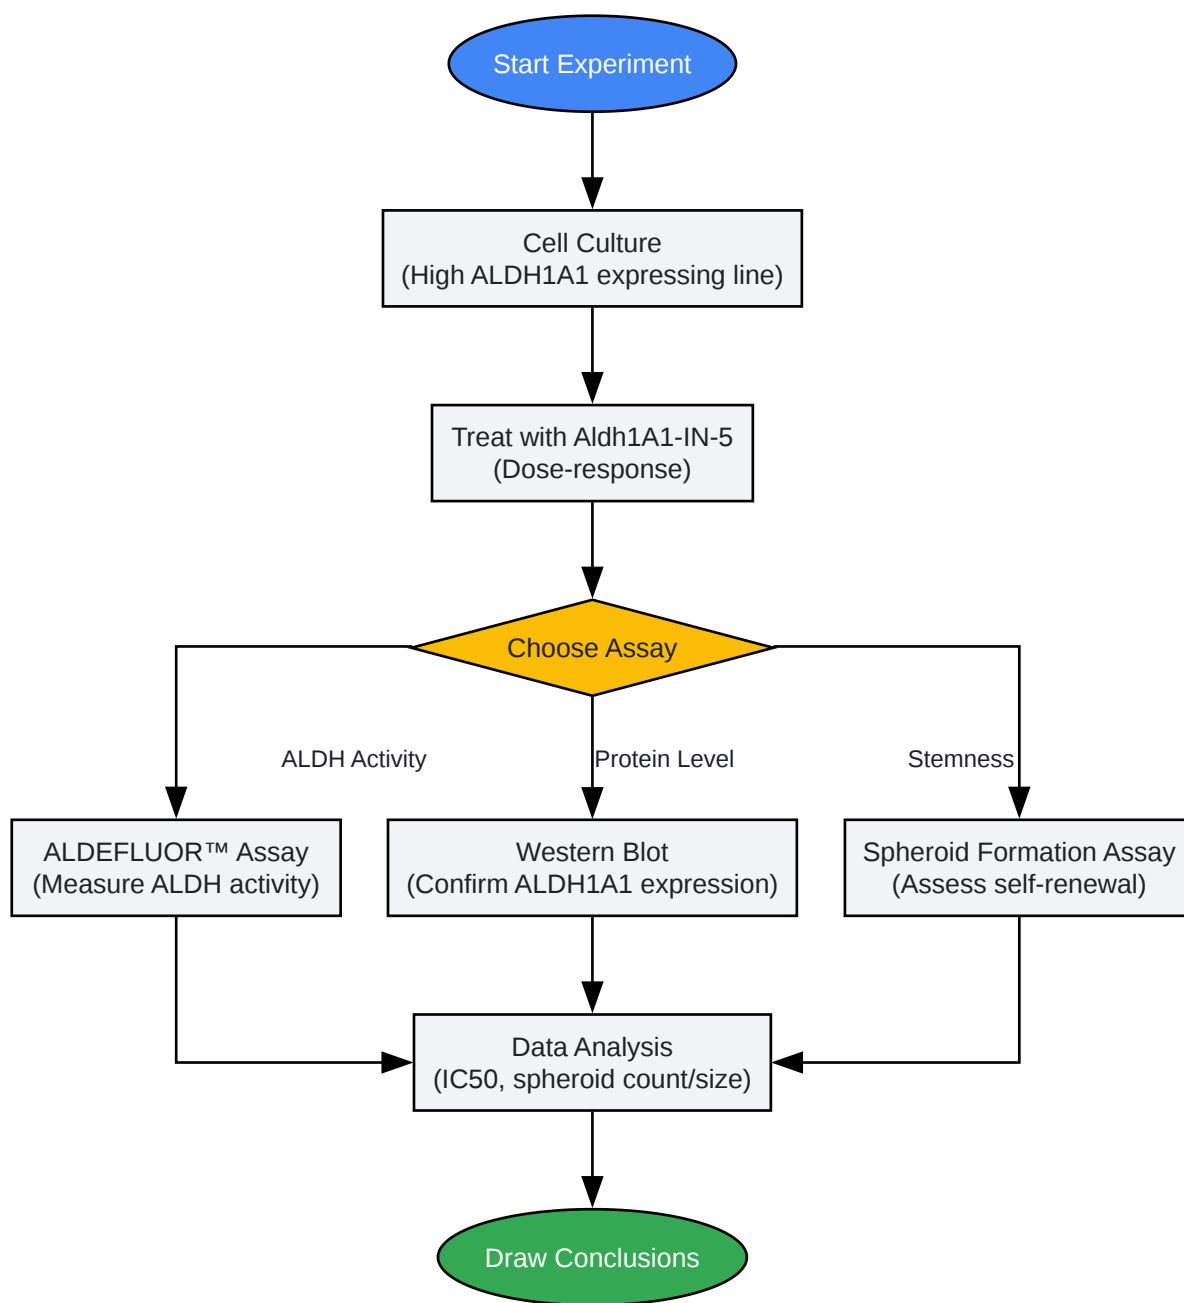 Start Experiment
Cell Culture
(High ALDH1A1 expressing line)
Treat with Aldh1A1-IN-5
(Dose-response)
Choose Assay
ALDH Activity
Protein Level
Stemness
ALDEFLUOR™ Assay
(Measure ALDH activity)
Western Blot
(Confirm ALDH1A1 expression)
Spheroid Formation Assay
(Assess self-renewal)
Data Analysis
(IC50, spheroid count/size)
Draw Conclusions